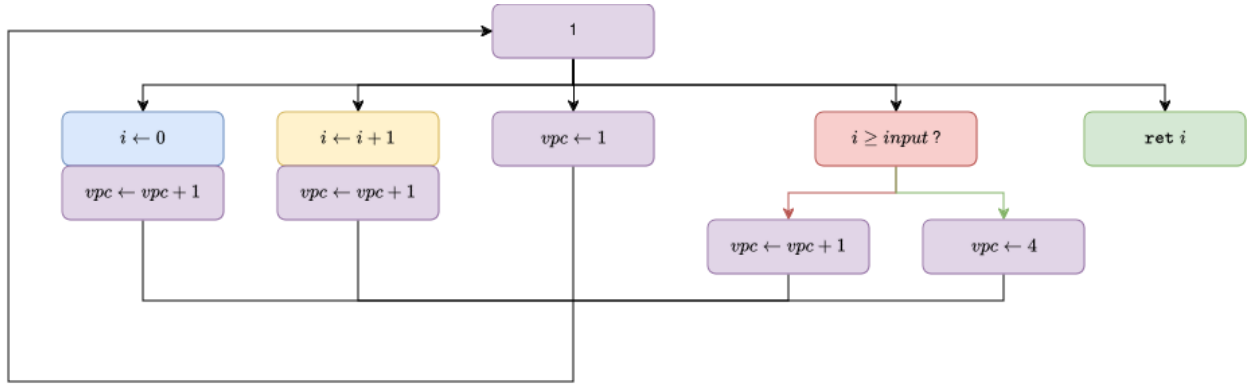 1
i ← 0
i ← i + 1
vpc ← 1
i ≥ input ?
ret i
vpc ← vpc + 1
vpc ← vpc + 1
vpc ← vpc + 1
vpc ← 4